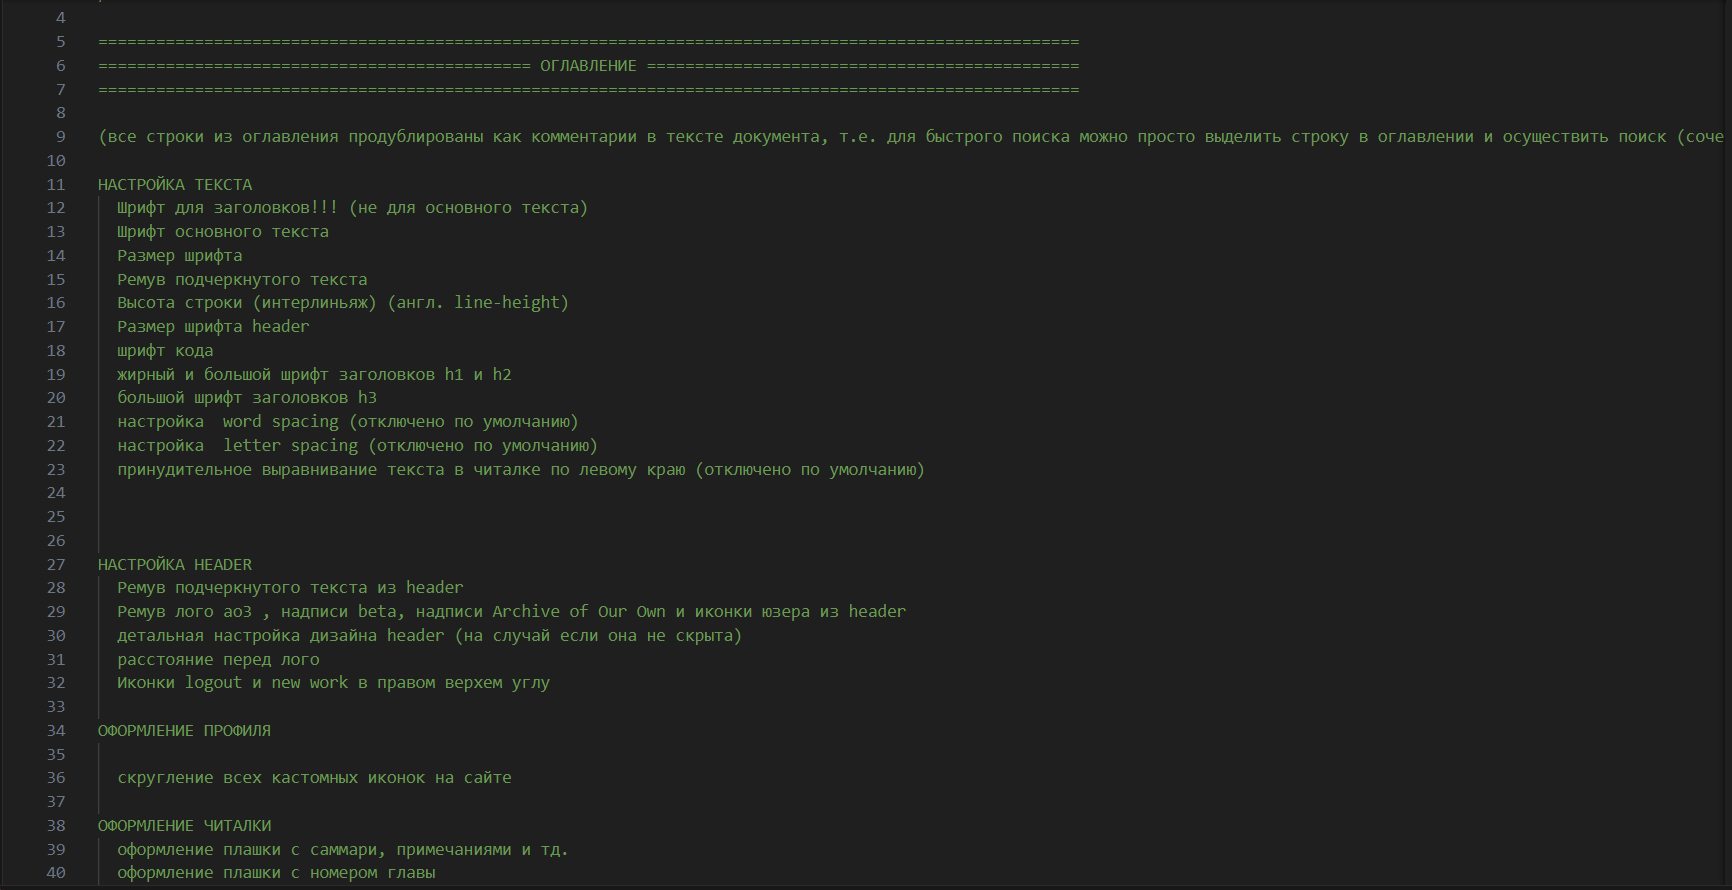 4
5 ======================================================================================================
6 ============================================= ОГЛАВЛЕНИЕ =============================================
7 ======================================================================================================
8
9 (все строки из оглавления продублированы как комментарии в тексте документа, т.е. для быстрого поиска можно просто выделить строку в оглавлении и осуществить поиск (соче
10
11 НАСТРОЙКА ТЕКСТА
12 Шрифт для заголовков!!! (не для основного текста)
13 Шрифт основного текста
14 Размер шрифта
15 Ремув подчеркнутого текста
16 Высота строки (интерлиньяж) (англ. line-height)
17 Размер шрифта header
18 шрифт кода
19 жирный и большой шрифт заголовков h1 и h2
20 большой шрифт заголовков h3
21 настройка  word spacing (отключено по умолчанию)
22 настройка  letter spacing (отключено по умолчанию)
23 принудительное выравнивание текста в читалке по левому краю (отключено по умолчанию)
24
25
26
27 НАСТРОЙКА HEADER
28 Ремув подчеркнутого текста из header
29 Ремув лого ао3 , надписи beta, надписи Archive of Our Own и иконки юзера из header
30 детальная настройка дизайна header (на случай если она не скрыта)
31 расстояние перед лого
32 Иконки logout и new work в правом верхем углу
33
34 ОФОРМЛЕНИЕ ПРОФИЛЯ
35
36 скругление всех кастомных иконок на сайте
37
38 ОФОРМЛЕНИЕ ЧИТАЛКИ
39 оформление плашки с саммари, примечаниями и тд.
40 оформление плашки с номером главы